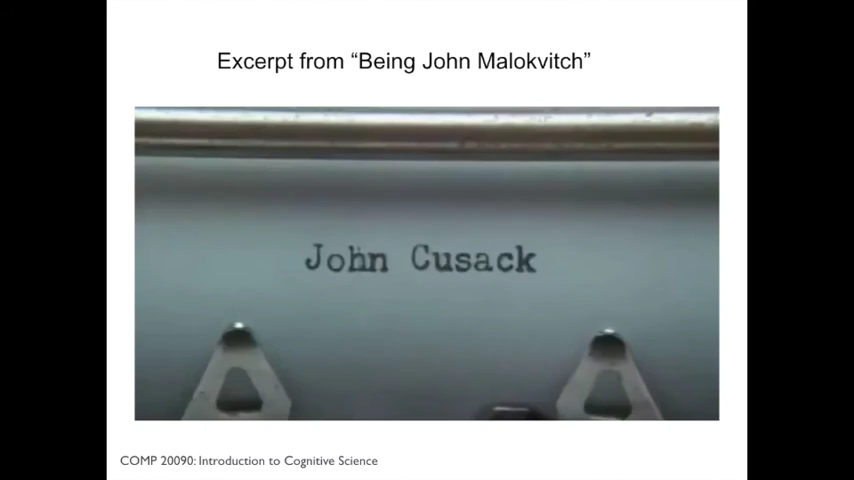 Excerpt from “Being John Malokvitch”
John Cusack
COMP 20090: Introduction to Cognitive Science